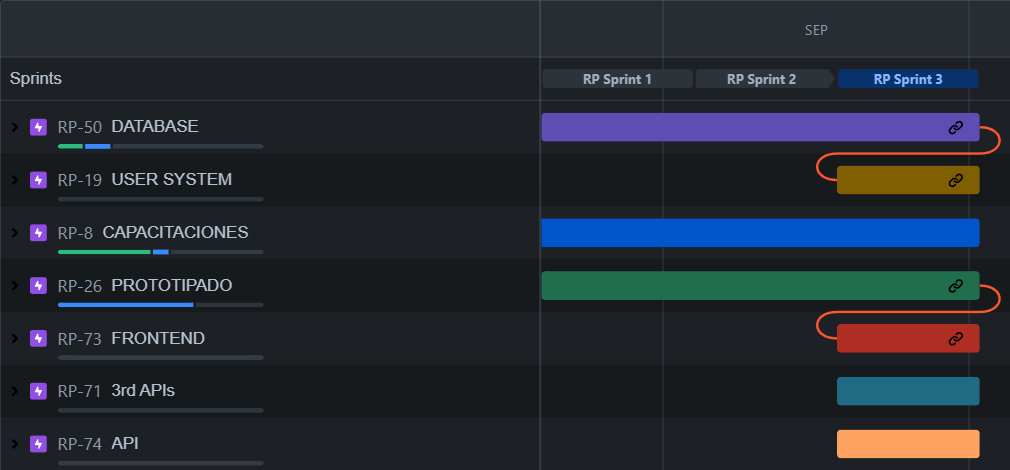 SEP
Sprints
RP Sprint 1 RP Sprint 2 RP Sprint 3
RP-50 DATABASE
RP-19 USER SYSTEM
RP-8 CAPACITACIONES
RP-26 PROTOTIPADO
RP-73 FRONTEND
RP-71 3rd APIs
RP-74 API